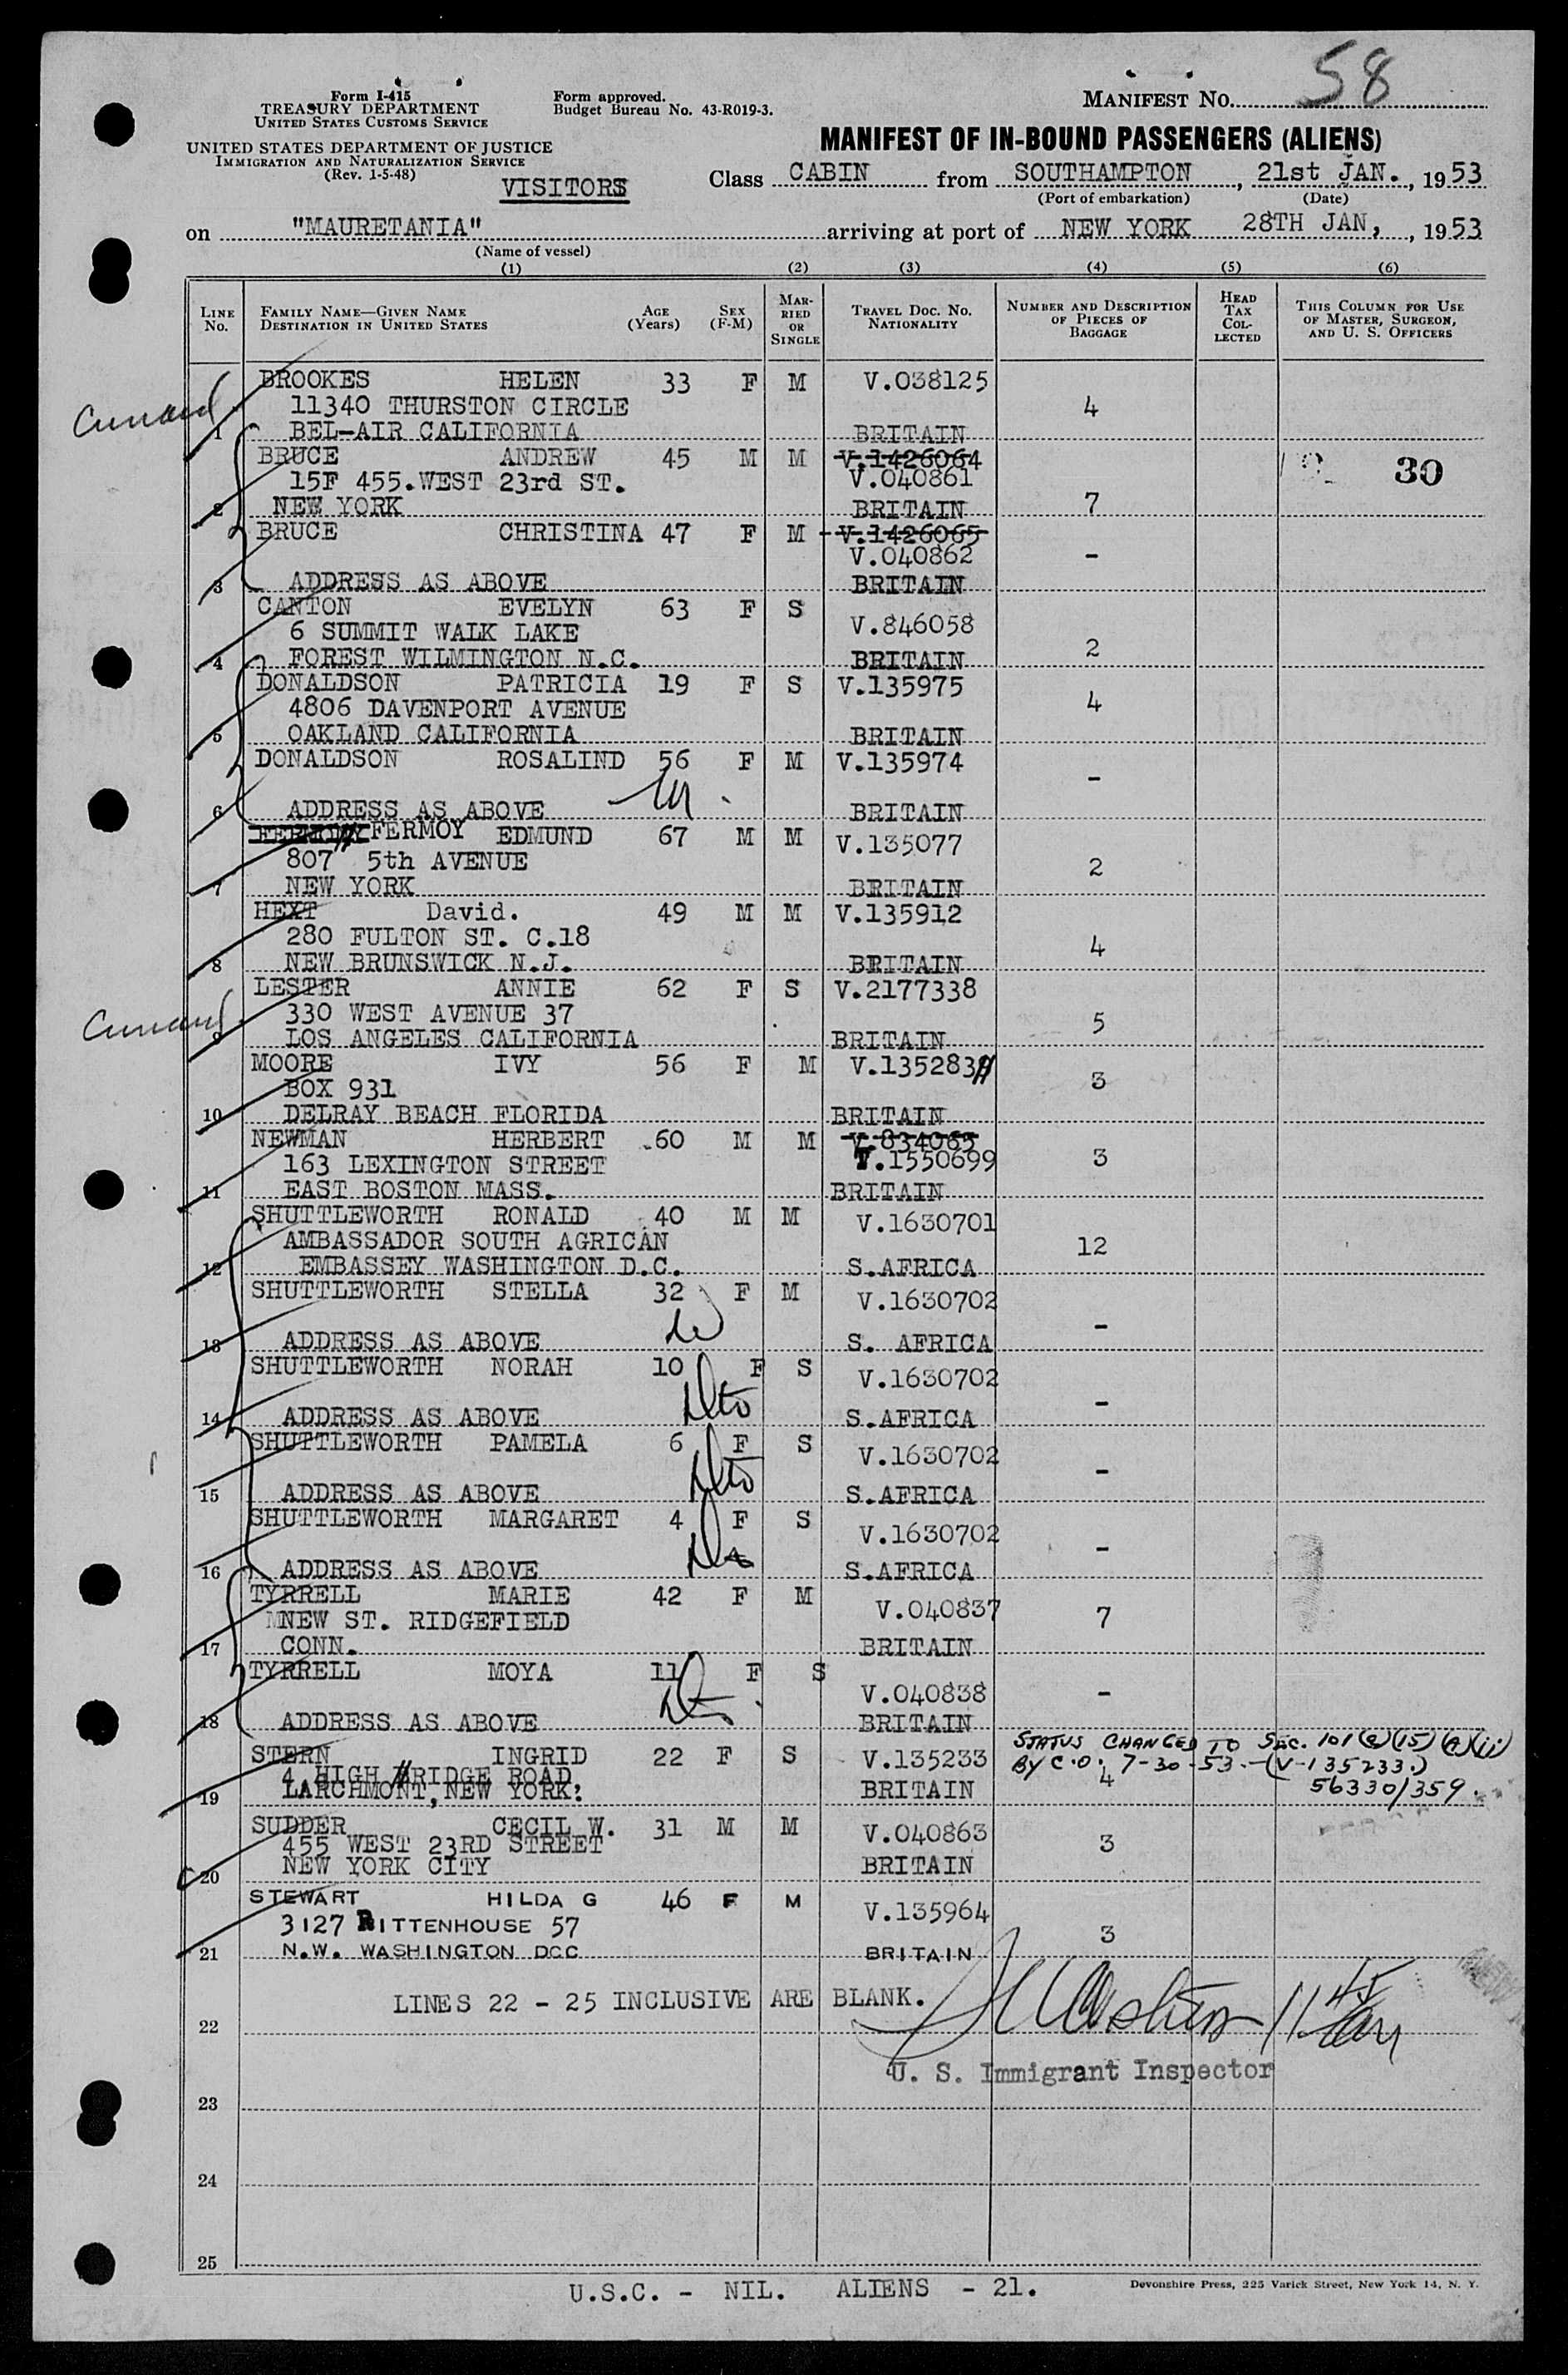 58
Form I-415
TREASURY DEPARTMENT
UNITED STATES CUSTOMS SERVICE
UNITED STATES DEPARTMENT OF JUSTICE
IMMIGRATION AND NATURALIZATION SERVICE
(Rev. 1-5-48)
Form approved.
Budget Bureau No. 43-R019-3.
MANIFEST NO.
MANIFEST OF IN-BOUND PASSENGERS (ALIENS)
VISITORS
Class CABIN from SOUTHAMPTON, 21st JAN., 1953
(Port of embarkation) (Date)
on "MAURETANIA" arriving at port of NEW YORK 28TH JAN, , 1953
(Name of vessel)
(1) (2) (3) (4) (5) (6)
LINE NO. FAMILY NAME—GIVEN NAME DESTINATION IN UNITED STATES AGE (Years) SEX (F-M) MARRIED OR SINGLE TRAVEL DOC. NO. NATIONALITY NUMBER AND DESCRIPTION OF PIECES OF BAGGAGE HEAD TAX COLLECTED THIS COLUMN FOR USE OF MASTER, SURGEON, AND U. S. OFFICERS
BROOKES HELEN 33 F M V.038125
Cunard 11340 THURSTON CIRCLE 4
1 BEL-AIR CALIFORNIA BRITAIN
BRUCE ANDREW 45 M M V.1426064
15F 455.WEST 23rd ST. V.040861 30
2 NEW YORK BRITAIN 7
BRUCE CHRISTINA 47 F M V.1426065
V.040862 -
3 ADDRESS AS ABOVE BRITAIN
CANTON EVELYN 63 F S V.846058
6 SUMMIT WALK LAKE
4 FOREST WILMINGTON N.C. BRITAIN 2
DONALDSON PATRICIA 19 F S V.135975
4806 DAVENPORT AVENUE 4
5 OAKLAND CALIFORNIA BRITAIN
DONALDSON ROSALIND 56 F M V.135974
-
6 ADDRESS AS ABOVE BRITAIN
FERMOY EDMUND 67 M M V.135077
807 5th AVENUE 2
7 NEW YORK BRITAIN
HEXT David. 49 M M V.135912
280 FULTON ST. C.18 4
8 NEW BRUNSWICK N.J. BRITAIN
LESTER ANNIE 62 F S V.2177338
Cunard 330 WEST AVENUE 37 5
9 LOS ANGELES CALIFORNIA BRITAIN
MOORE IVY 56 F M V.135283
BOX 931 3
10 DELRAY BEACH FLORIDA BRITAIN
NEWMAN HERBERT 60 M M V.834065
163 LEXINGTON STREET V.1550699 3
11 EAST BOSTON MASS. BRITAIN
SHUTTLEWORTH RONALD 40 M M V.1630701
AMBASSADOR SOUTH AGRICAN 12
12 EMBASSEY WASHINGTON D.C. S.AFRICA
SHUTTLEWORTH STELLA 32 F M V.1630702
-
13 ADDRESS AS ABOVE S. AFRICA
SHUTTLEWORTH NORAH 10 F S V.1630702
-
14 ADDRESS AS ABOVE S.AFRICA
SHUTTLEWORTH PAMELA 6 F S V.1630702
-
15 ADDRESS AS ABOVE S.AFRICA
SHUTTLEWORTH MARGARET 4 F S V.1630702
-
16 ADDRESS AS ABOVE S.AFRICA
TYRRELL MARIE 42 F M V.040837
NEW ST. RIDGEFIELD 7
17 CONN. BRITAIN
TYRRELL MOYA 11 F S
V.040838 -
18 ADDRESS AS ABOVE BRITAIN
STATUS CHANGED TO SEC. 101(a)(15)(A)(ii)
STERN INGRID 22 F S V.135233 BY C.O. 7-30-53.-(V-135233.)
4, HIGH RIDGE ROAD, 4
19 LARCHMONT, NEW YORK. BRITAIN 56330/359.
SUDDER CECIL W. 31 M M V.040863
455 WEST 23RD STREET 3
20 NEW YORK CITY BRITAIN
STEWART HILDA G 46 F M V.135964
3127 RITTENHOUSE 57 3
21 N.W. WASHINGTON DCC BRITAIN
LINES 22 - 25 INCLUSIVE ARE BLANK.
22
U. S. Immigrant Inspector
23
24
25
U.S.C. - NIL. ALIENS - 21.
Devonshire Press, 225 Varick Street, New York 14, N. Y.